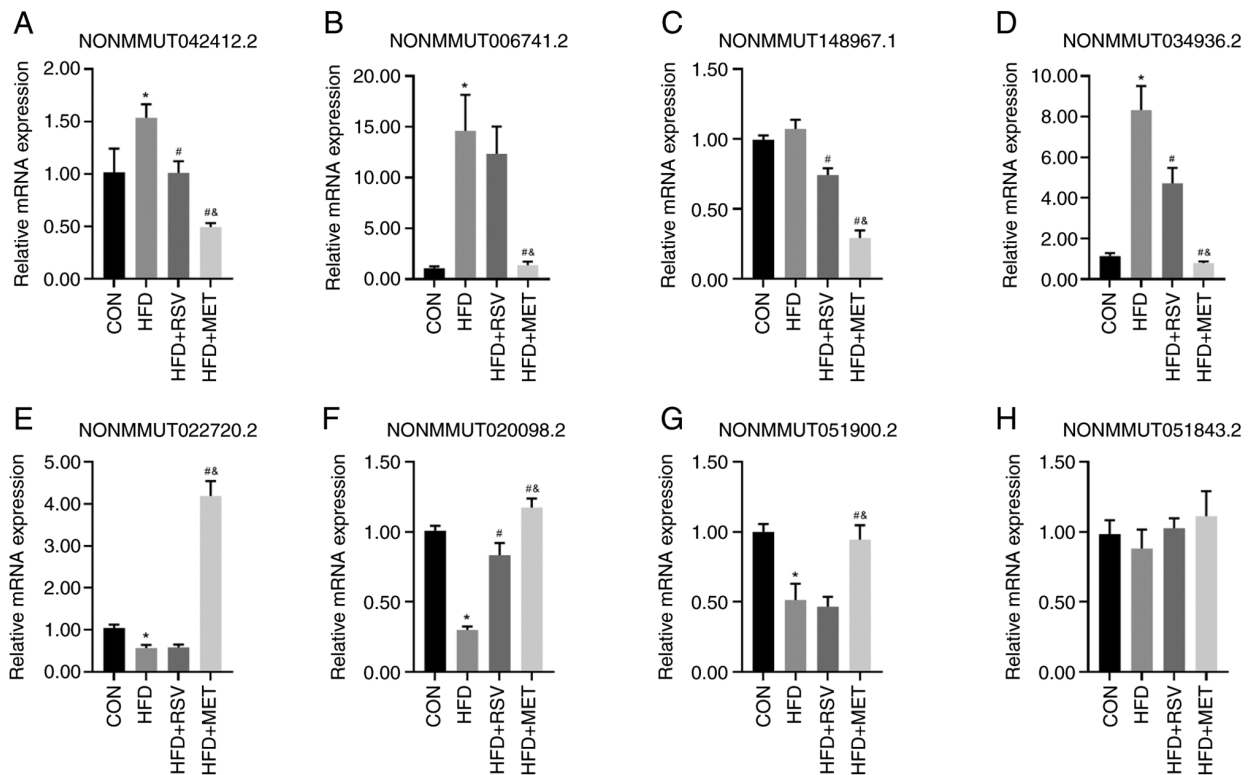 A
NONMMUT042412.2
Relative mRNA expression
2.00
1.50
1.00
0.50
0.00
*
#
#&
CON
HFD
HFD+RSV
HFD+MET
B
NONMMUT006741.2
Relative mRNA expression
20.00
15.00
10.00
5.00
0.00
*
#&
CON
HFD
HFD+RSV
HFD+MET
C
NONMMUT148967.1
Relative mRNA expression
1.50
1.00
0.50
0.00
#
#&
CON
HFD
HFD+RSV
HFD+MET
D
NONMMUT034936.2
Relative mRNA expression
10.00
8.00
6.00
4.00
2.00
0.00
*
#
#&
CON
HFD
HFD+RSV
HFD+MET
E
NONMMUT022720.2
Relative mRNA expression
5.00
4.00
3.00
2.00
1.00
0.00
*
#&
CON
HFD
HFD+RSV
HFD+MET
F
NONMMUT020098.2
Relative mRNA expression
1.50
1.00
0.50
0.00
*
#
#&
CON
HFD
HFD+RSV
HFD+MET
G
NONMMUT051900.2
Relative mRNA expression
1.50
1.00
0.50
0.00
*
#&
CON
HFD
HFD+RSV
HFD+MET
H
NONMMUT051843.2
Relative mRNA expression
1.50
1.00
0.50
0.00
CON
HFD
HFD+RSV
HFD+MET